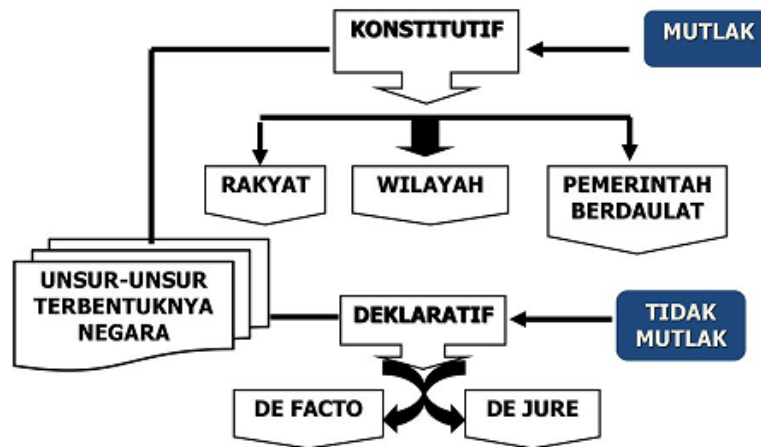 KONSTITUTIF
MUTLAK
RAKYAT
WILAYAH
PEMERINTAH
BERDAULAT
UNSUR-UNSUR
TERBENTUKNYA
NEGARA
DEKLARATIF
TIDAK
MUTLAK
DE FACTO
DE JURE